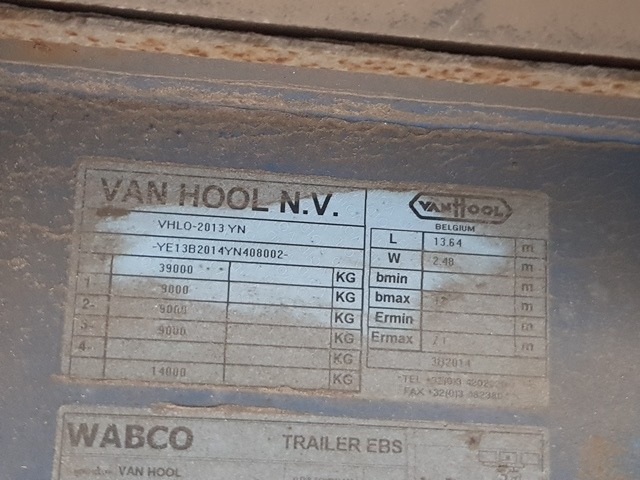 VAN HOOL N.V.
VHLO-2013 YN
-YE13B2014YN408002-
39000 KG
1- 9000 KG
2- 9000 KG
3- 9000 KG
4- KG
14000 KG
VANHOOL
BELGIUM
L 13.64 m
W 2.48 m
bmin m
bmax m
Ermin m
Ermax m
3B2014
WABCO TRAILER EBS
VAN HOOL